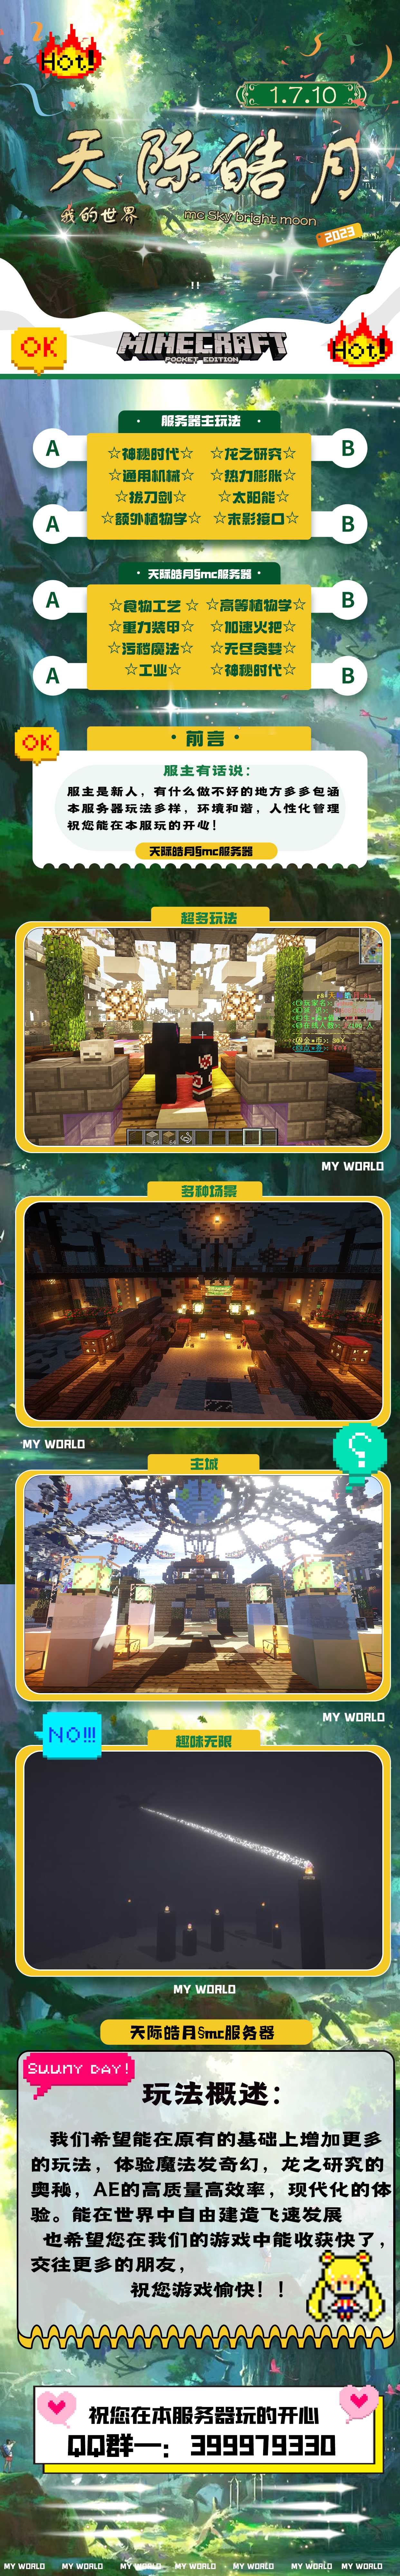 Hot!
1.7.10
天际皓月
我的世界
mc Sky bright moon
2023
!!
OK
MINECRAFT
POCKET EDITION
Hot!
· 服务器主玩法 ·
A
B
☆神秘时代☆ ☆龙之研究☆
☆通用机械☆ ☆热力膨胀☆
☆拔刀剑☆ ☆太阳能☆
☆额外植物学☆ ☆末影接口☆
A
B
· 天际皓月§mc服务器 ·
A
B
☆食物工艺 ☆ ☆高等植物学☆
☆重力装甲☆ ☆加速火把☆
☆污秽魔法☆ ☆无尽贪婪☆
☆工业☆ ☆神秘时代☆
A
B
OK
· 前言 ·
服主有话说：
服主是新人，有什么做不好的地方多多包涵
本服务器玩法多样，环境和谐，人性化管理
祝您能在本服玩的开心！
天际皓月§mc服务器
超多玩法
MY WORLD
多种场景
MY WORLD
主城
MY WORLD
NO!!!
趣味无限
MY WORLD
天际皓月§mc服务器
SUUNY DAY!
玩法概述：
我们希望能在原有的基础上增加更多
的玩法，体验魔法发奇幻，龙之研究的
奥秘，AE的高质量高效率，现代化的体
验。能在世界中自由建造飞速发展
也希望您在我们的游戏中能收获快了，
交往更多的朋友，
祝您游戏愉快！！
祝您在本服务器玩的开心
QQ群一：399979330
MY WORLD MY WORLD MY WORLD MY WORLD MY WORLD MY WORLD MY WORLD